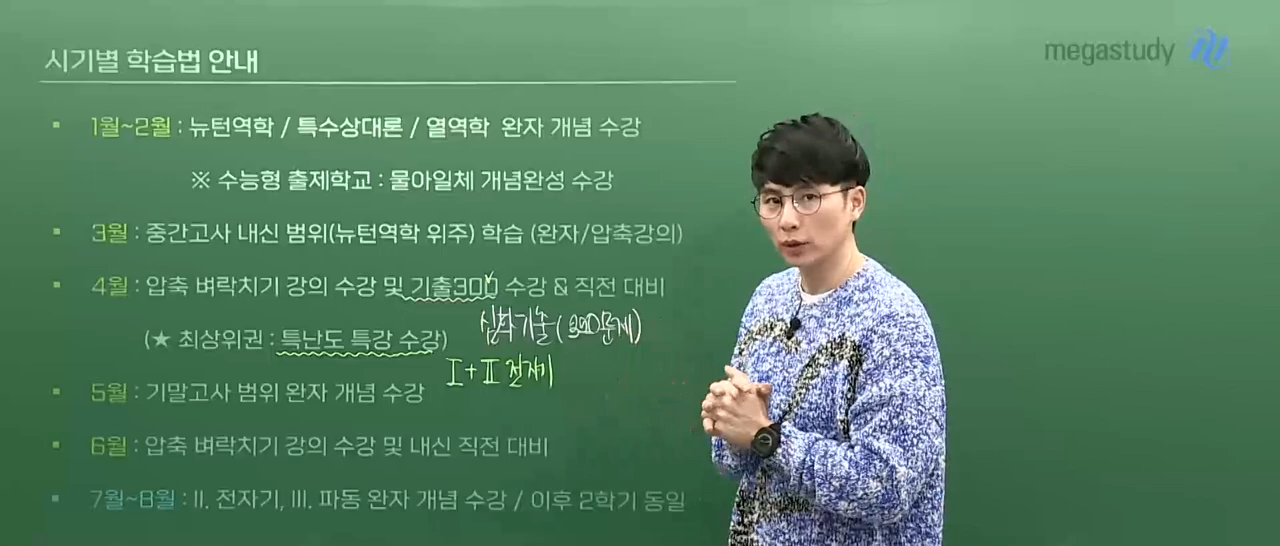 시기별 학습법 안내
megastudy
▪ 1월~2월 : 뉴턴역학 / 특수상대론 / 열역학 완자 개념 수강
※ 수능형 출제학교 : 물아일체 개념완성 수강
▪ 3월 : 중간고사 내신 범위(뉴턴역학 위주) 학습 (완자/압축강의)
▪ 4월 : 압축 벼락치기 강의 수강 및 기출300 수강 & 직전 대비
심화기출(300문제)
(★ 최상위권 : 특난도 특강 수강)
I + II 전자기
▪ 5월 : 기말고사 범위 완자 개념 수강
▪ 6월 : 압축 벼락치기 강의 수강 및 내신 직전 대비
▪ 7월~8월 : II. 전자기, III. 파동 완자 개념 수강 / 이후 2학기 동일